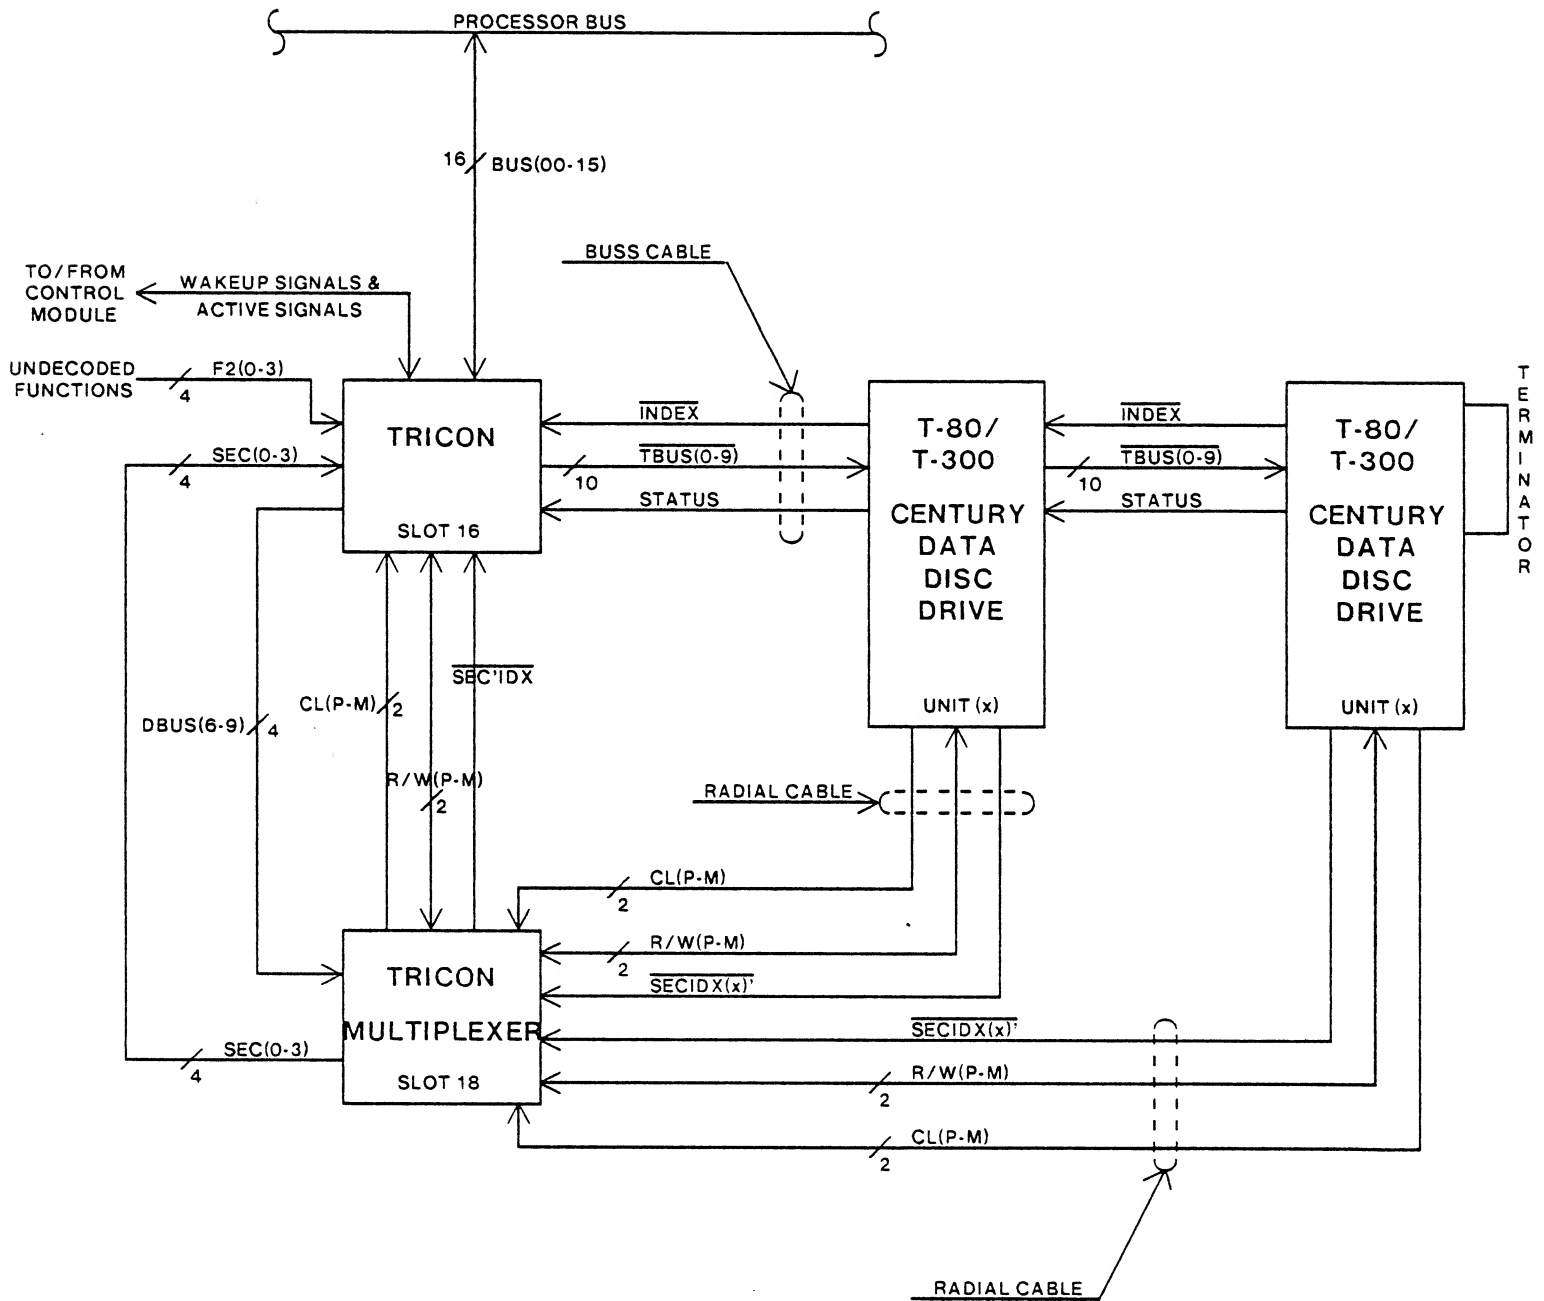 PROCESSOR BUS
16 BUS(00-15)
BUSS CABLE
TO/FROM
CONTROL
MODULE
WAKEUP SIGNALS &
ACTIVE SIGNALS
UNDECODED
FUNCTIONS
F2(0-3)
4
SEC(0-3)
4
TRICON
SLOT 16
INDEX
TBUS(0-9)
10
STATUS
T-80/
T-300
CENTURY
DATA
DISC
DRIVE
UNIT (x)
INDEX
TBUS(0-9)
10
STATUS
T-80/
T-300
CENTURY
DATA
DISC
DRIVE
UNIT (x)
TERMINATOR
SEC'IDX
CL(P-M) 2
DBUS(6-9) 4
R/W(P-M)
2
RADIAL CABLE
CL(P-M)
2
R/W(P-M)
2
SECIDX(x)'
TRICON
MULTIPLEXER
SLOT 18
SECIDX(x)'
SEC(0-3)
4
R/W(P-M)
2
CL(P-M)
2
RADIAL CABLE